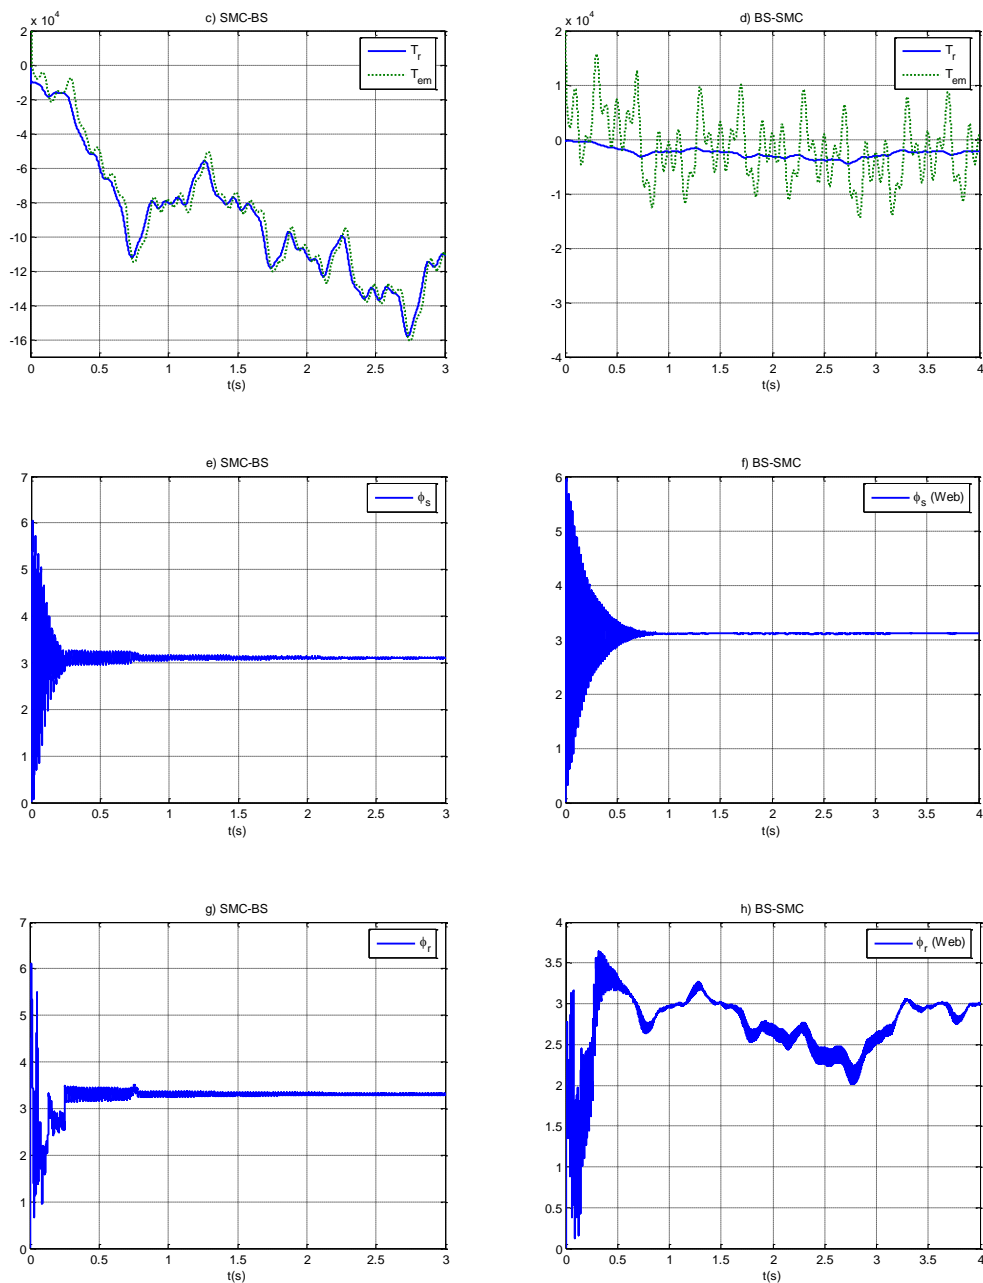 c) SMC-BS
x 10^4
T_r
T_em
2
0
-2
-4
-6
-8
-10
-12
-14
-16
0 0.5 1 1.5 2 2.5 3
t(s)
d) BS-SMC
x 10^4
T_r
T_em
2
1
0
-1
-2
-3
-4
0 0.5 1 1.5 2 2.5 3 3.5 4
t(s)
e) SMC-BS
ϕ_s
7
6
5
4
3
2
1
0
0 0.5 1 1.5 2 2.5 3
t(s)
f) BS-SMC
ϕ_s (Web)
6
5
4
3
2
1
0
0 0.5 1 1.5 2 2.5 3 3.5 4
t(s)
g) SMC-BS
ϕ_r
7
6
5
4
3
2
1
0
0 0.5 1 1.5 2 2.5 3
t(s)
h) BS-SMC
ϕ_r (Web)
4
3.5
3
2.5
2
1.5
1
0.5
0
0 0.5 1 1.5 2 2.5 3 3.5 4
t(s)